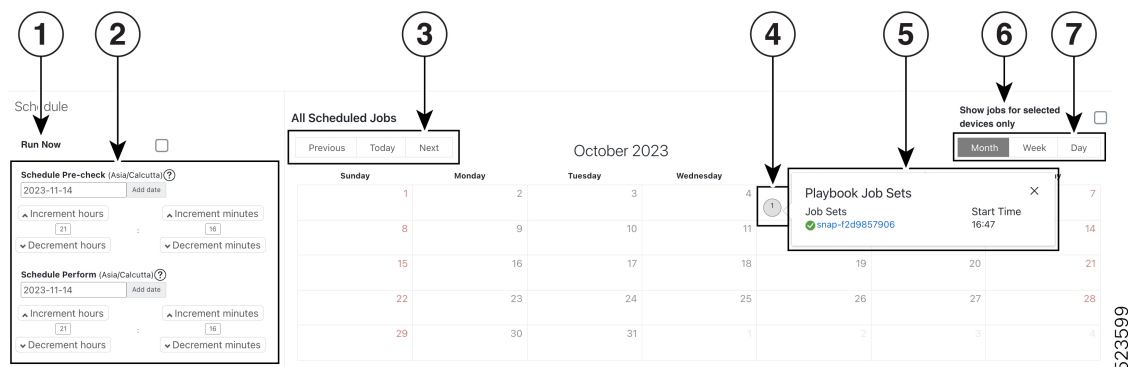 1
2
3
4
5
6
7
Schedule
Run Now
Schedule Pre-check (Asia/Calcutta) ?
2023-11-14 Add date
Increment hours Increment minutes
21 : 16
Decrement hours Decrement minutes
Schedule Perform (Asia/Calcutta) ?
2023-11-14 Add date
Increment hours Increment minutes
21 : 16
Decrement hours Decrement minutes
All Scheduled Jobs
Previous Today Next
October 2023
Show jobs for selected
devices only
Month Week Day
Sunday Monday Tuesday Wednesday
1 2 3 4 7
1
Playbook Job Sets
Job Sets Start Time
snap-f2d9857906 16:47
8 9 10 11 14
15 16 17 18 19 20 21
22 23 24 25 26 27 28
29 30 31 1 2 3 4
523599